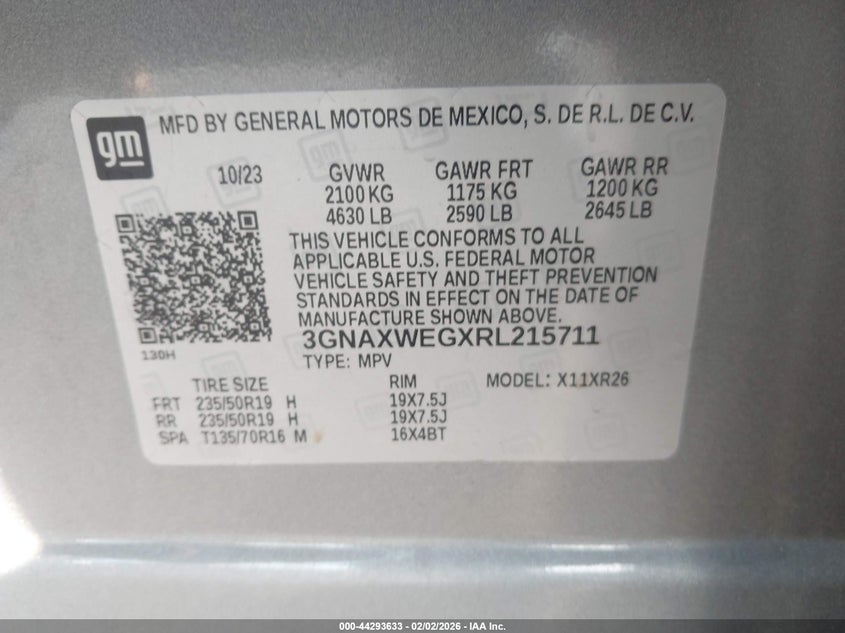 gm
MFD BY GENERAL MOTORS DE MEXICO, S. DE R.L. DE C.V.
10/23 GVWR GAWR FRT GAWR RR
2100 KG 1175 KG 1200 KG
4630 LB 2590 LB 2645 LB
THIS VEHICLE CONFORMS TO ALL
APPLICABLE U.S. FEDERAL MOTOR
VEHICLE SAFETY AND THEFT PREVENTION
STANDARDS IN EFFECT ON THE DATE OF
MANUFACTURE SHOWN ABOVE.
3GNAXWEGXRL215711
130H
TYPE: MPV
TIRE SIZE RIM MODEL: X11XR26
FRT 235/50R19 H 19X7.5J
RR 235/50R19 H 19X7.5J
SPA T135/70R16 M 16X4BT
000-44293633 — 02/02/2026 — IAA Inc.